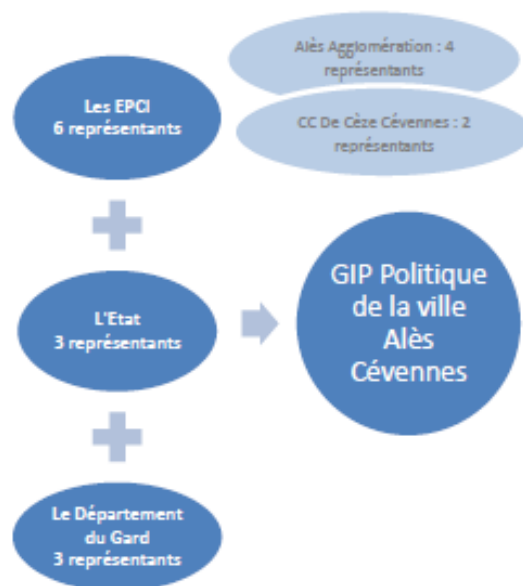 Alès Agglomération : 4
représentants
Les EPCI
6 représentants
CC De Cèze Cévennes : 2
représentants
L'Etat
3 représentants
GIP Politique
de la ville
Alès
Cévennes
Le Département
du Gard
3 représentants